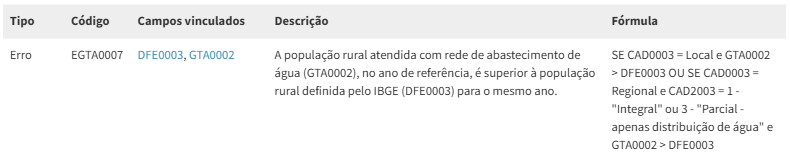 Tipo Código Campos vinculados Descrição Fórmula
Erro EGTA0007 DFE0003, GTA0002 A população rural atendida com rede de abastecimento de SE CAD0003 = Local e GTA0002
água (GTA0002), no ano de referência, é superior à população > DFE0003 OU SE CAD0003 =
rural definida pelo IBGE (DFE0003) para o mesmo ano. Regional e CAD2003 = 1 -
"Integral" ou 3 - "Parcial -
apenas distribuição de água" e
GTA0002 > DFE0003